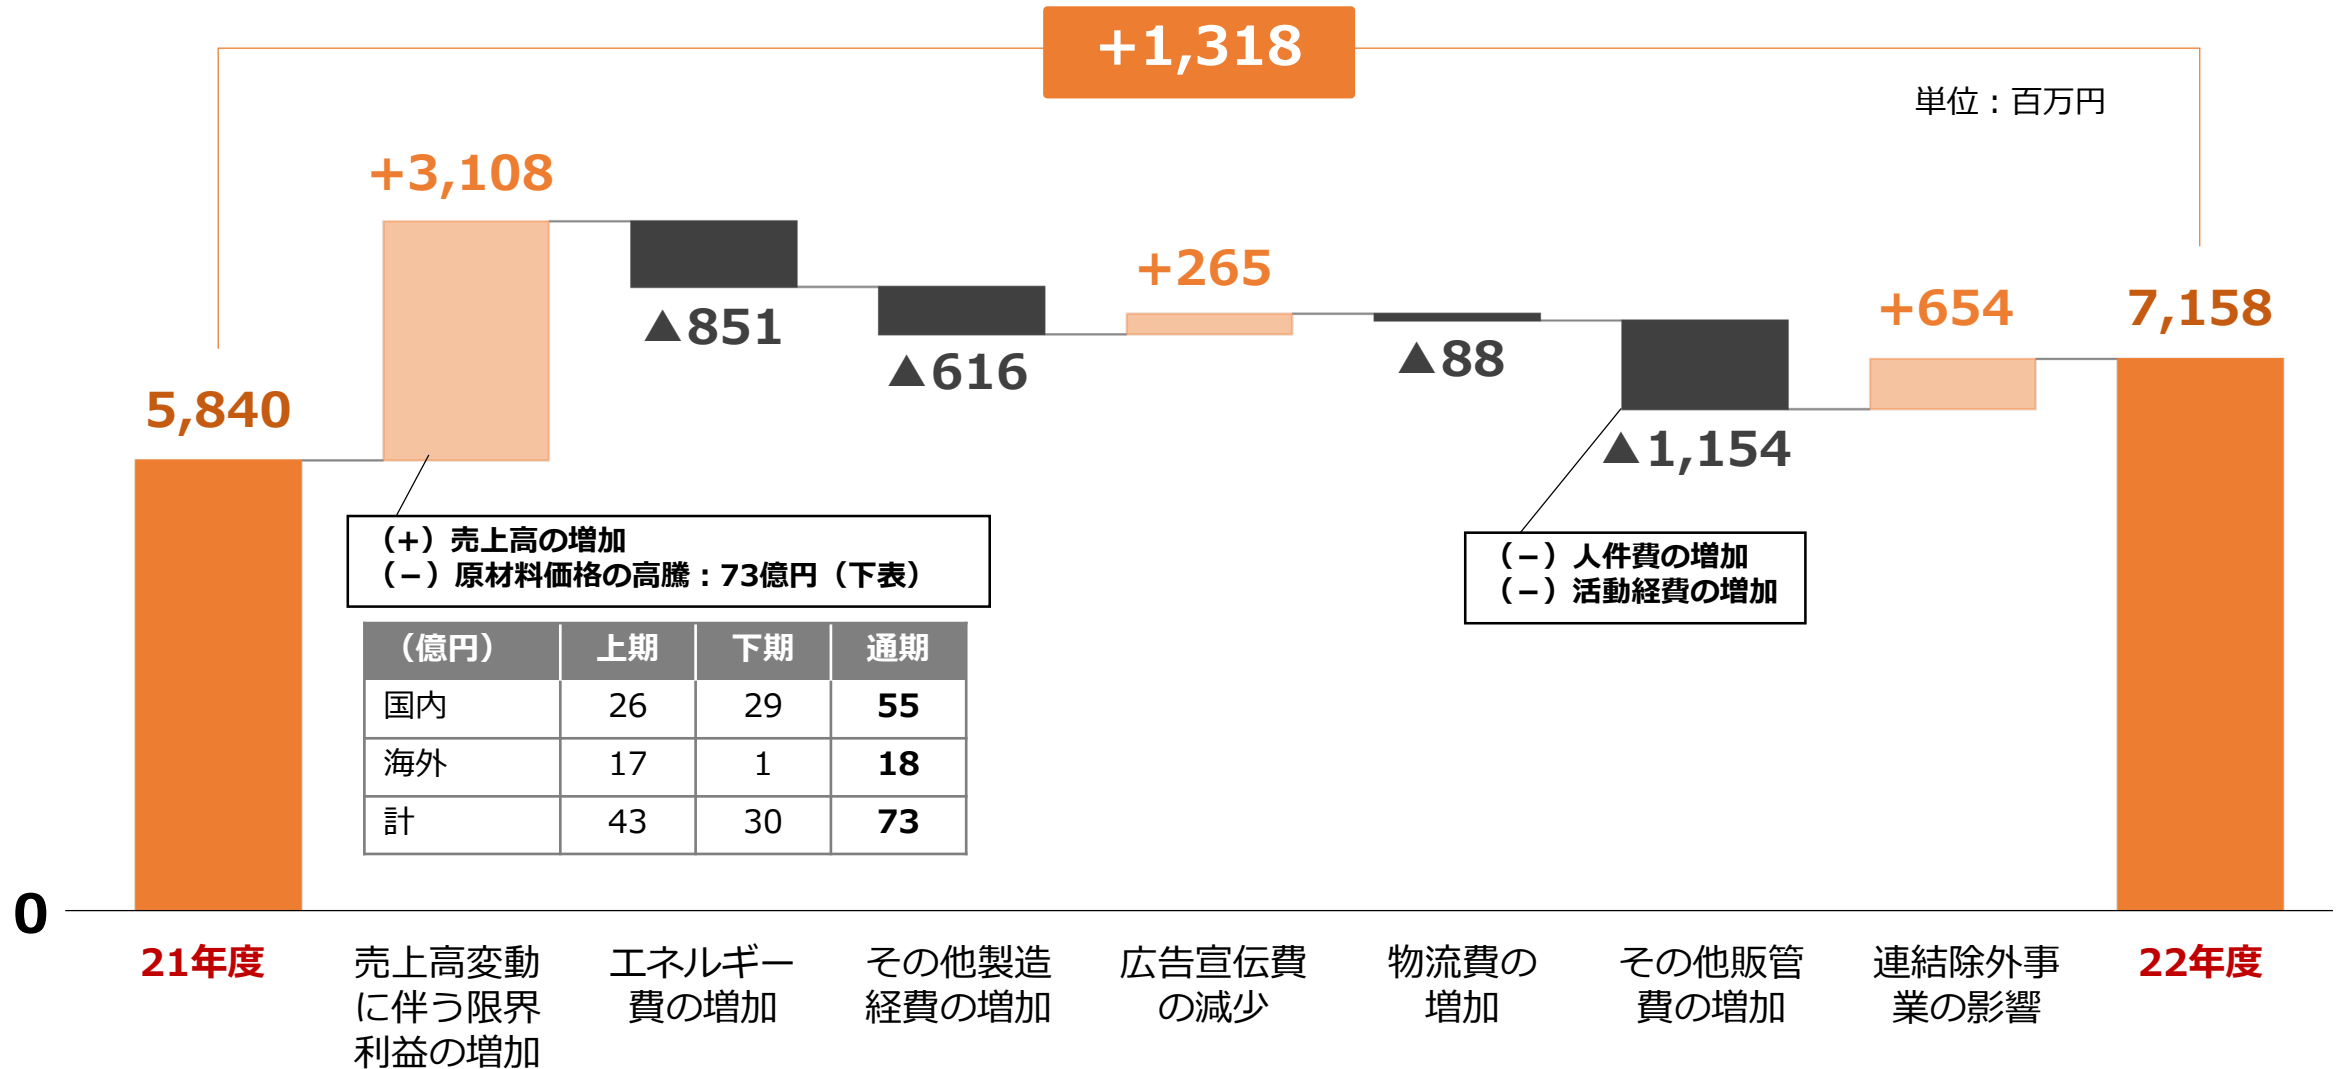 +1,318
単位：百万円
+3,108
▲851
▲616
+265
▲88
▲1,154
+654
7,158
5,840
（+）売上高の増加
（－）原材料価格の高騰：73億円（下表）
（－）人件費の増加
（－）活動経費の増加
（億円） 上期 下期 通期
国内 26 29 55
海外 17 1 18
計 43 30 73
0
21年度
売上高変動
に伴う限界
利益の増加
エネルギー
費の増加
その他製造
経費の増加
広告宣伝費
の減少
物流費の
増加
その他販管
費の増加
連結除外事
業の影響
22年度